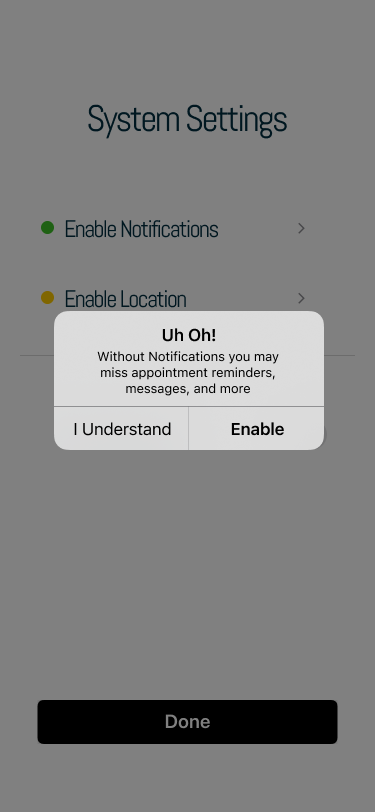 System Settings
Enable Notifications
Enable Location
Uh Oh!
Without Notifications you may
miss appointment reminders,
messages, and more
I Understand
Enable
Done